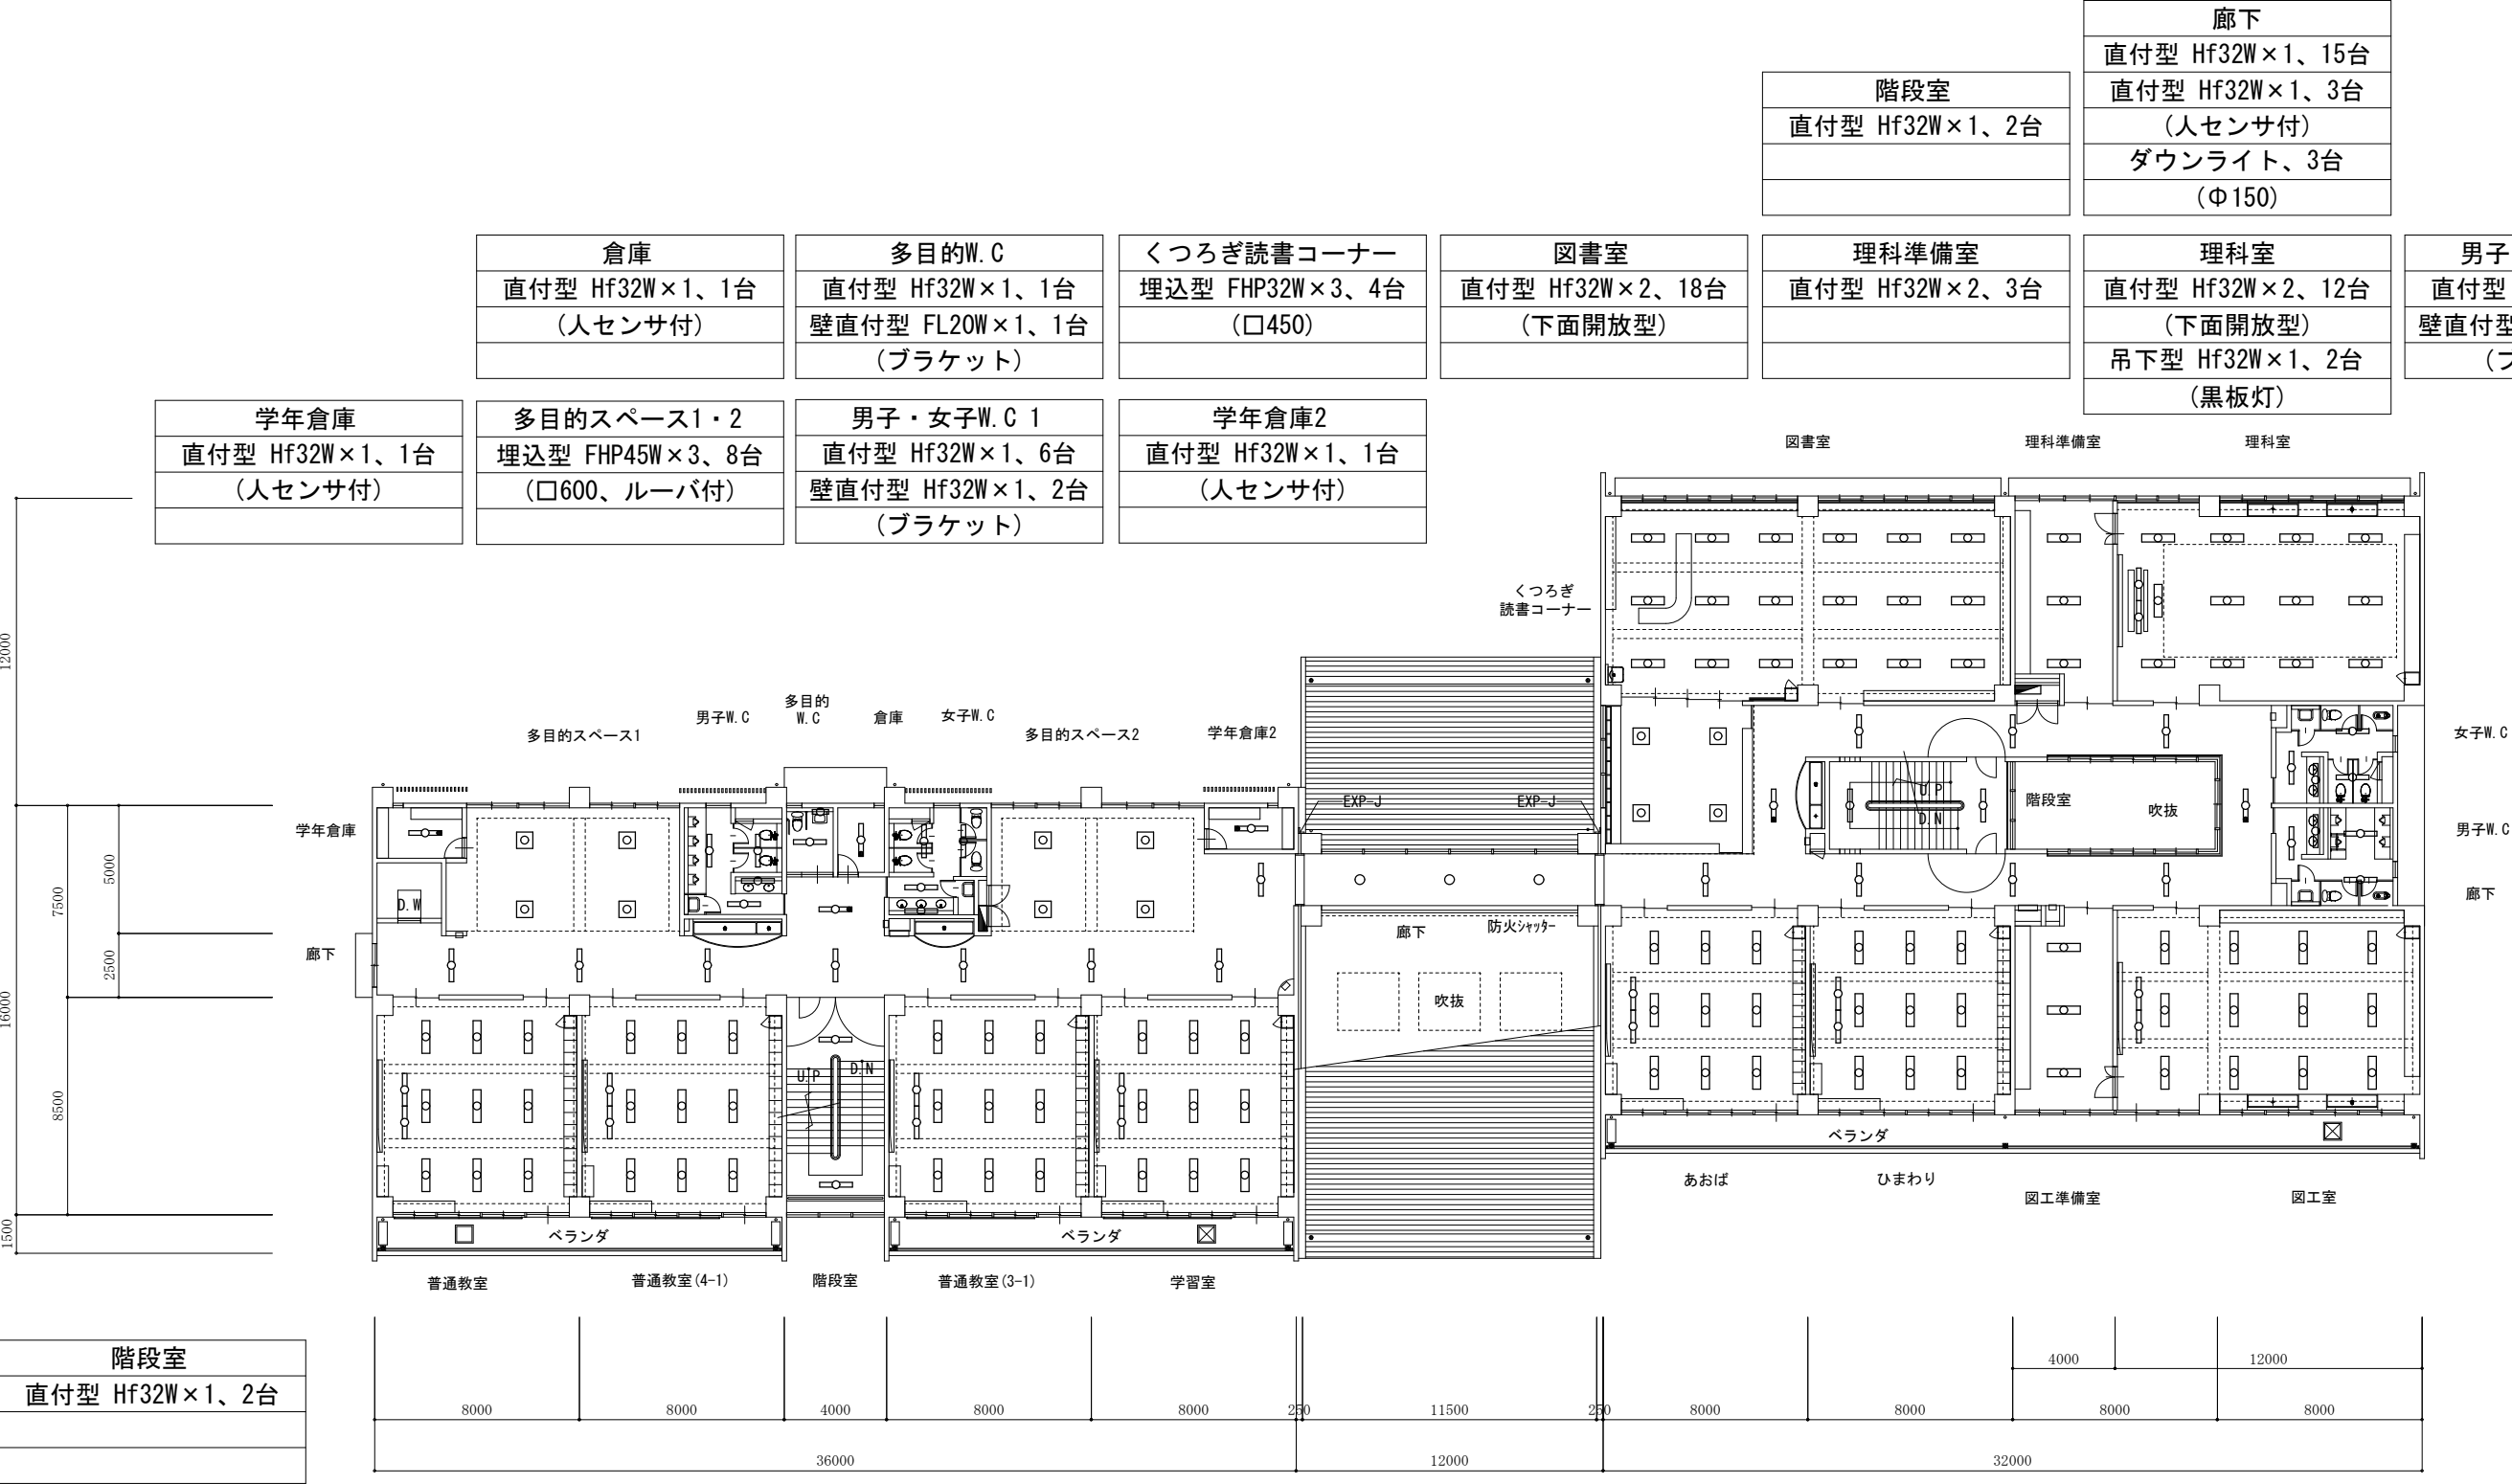 廊下
直付型 Hf32W×1、15台
直付型 Hf32W×1、3台
(人センサ付)
ダウンライト、3台
(Φ150)
階段室
直付型 Hf32W×1、2台
倉庫
直付型 Hf32W×1、1台
(人センサ付)
多目的W.C
直付型 Hf32W×1、1台
壁直付型 FL20W×1、1台
(ブラケット)
くつろぎ読書コーナー
埋込型 FHP32W×3、4台
(□450)
図書室
直付型 Hf32W×2、18台
(下面開放型)
理科準備室
直付型 Hf32W×2、3台
理科室
直付型 Hf32W×2、12台
(下面開放型)
吊下型 Hf32W×1、2台
(黒板灯)
男子
直付型
壁直付型
学年倉庫
直付型 Hf32W×1、1台
(人センサ付)
多目的スペース1・2
埋込型 FHP45W×3、8台
(□600、ルーバ付)
男子・女子W.C 1
直付型 Hf32W×1、6台
壁直付型 Hf32W×1、2台
(ブラケット)
学年倉庫2
直付型 Hf32W×1、1台
(人センサ付)
図書室
理科準備室
理科室
くつろぎ
読書コーナー
多目的スペース1
男子W.C
多目的
W.C
倉庫
女子W.C
多目的スペース2
学年倉庫2
女子W.C
EXP-J
EXP-J
U.P
D.N
階段室
吹抜
学年倉庫
男子W.C
D.W
廊下
廊下
廊下
防火シャッター
吹抜
U.P
D.N
ベランダ
ベランダ
ベランダ
あおば
ひまわり
図工準備室
図工室
普通教室
普通教室(4-1)
階段室
普通教室(3-1)
学習室
12000
16000
1500
7500
8500
5000
2500
階段室
直付型 Hf32W×1、2台
4000
12000
8000
8000
4000
8000
8000
250
11500
250
8000
8000
8000
8000
36000
12000
32000